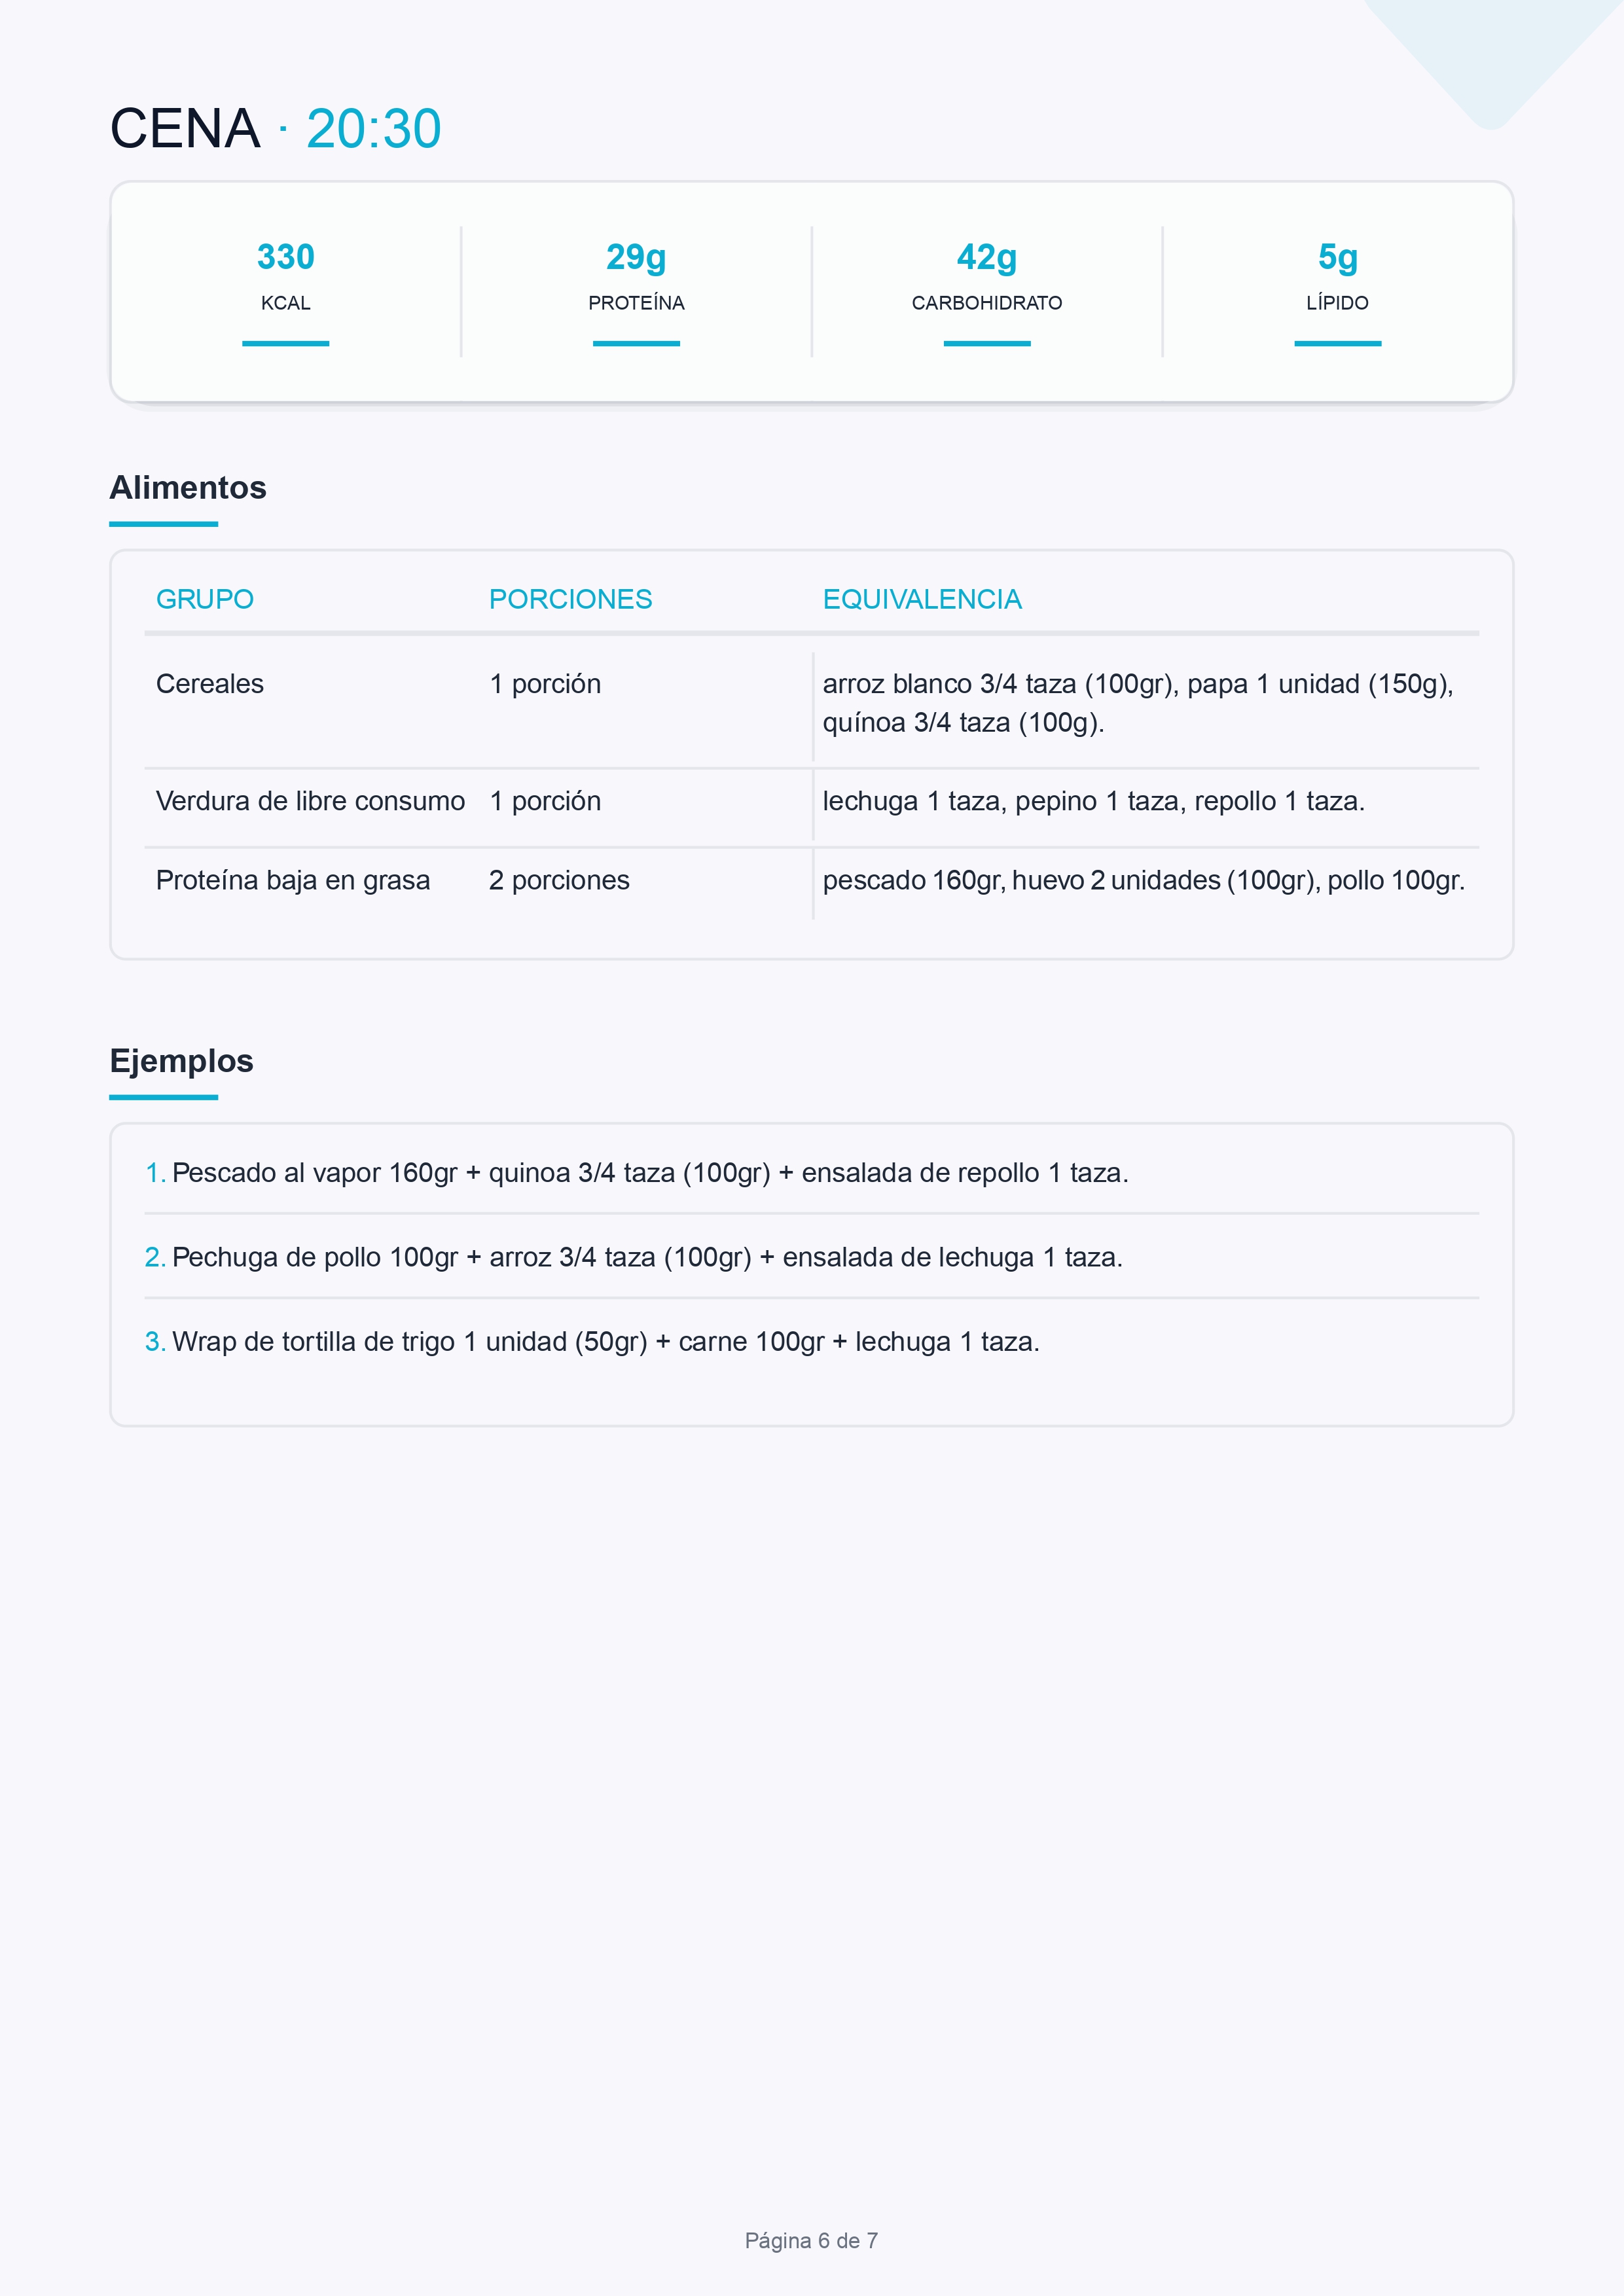 CENA · 20:30
330
KCAL
29g
PROTEÍNA
42g
CARBOHIDRATO
5g
LÍPIDO
Alimentos
GRUPO PORCIONES EQUIVALENCIA
Cereales 1 porción arroz blanco 3/4 taza (100gr), papa 1 unidad (150g),
quínoa 3/4 taza (100g).
Verdura de libre consumo 1 porción lechuga 1 taza, pepino 1 taza, repollo 1 taza.
Proteína baja en grasa 2 porciones pescado 160gr, huevo 2 unidades (100gr), pollo 100gr.
Ejemplos
1. Pescado al vapor 160gr + quinoa 3/4 taza (100gr) + ensalada de repollo 1 taza.
2. Pechuga de pollo 100gr + arroz 3/4 taza (100gr) + ensalada de lechuga 1 taza.
3. Wrap de tortilla de trigo 1 unidad (50gr) + carne 100gr + lechuga 1 taza.
Página 6 de 7